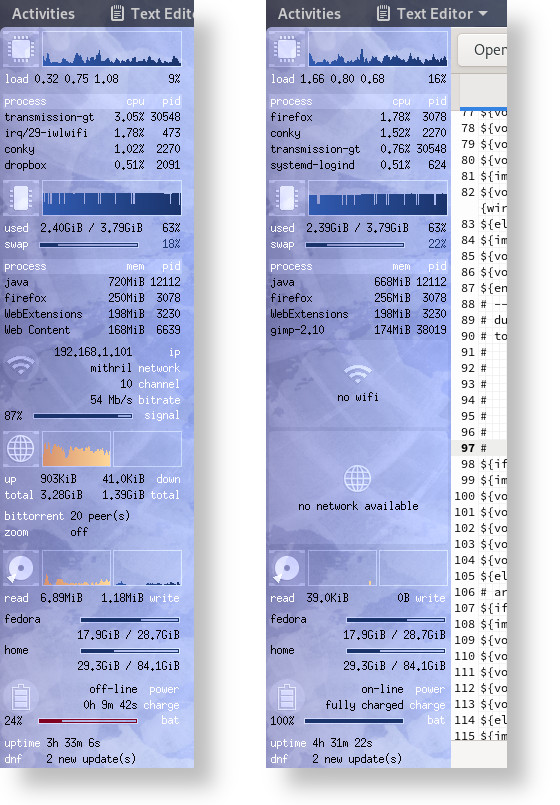 Activities Text Edito
load 0.32 0.75 1.08 9%
process cpu pid
transmission-gt 3.05% 30548
irq/29-iwlwifi 1.78% 473
conky 1.02% 2270
dropbox 0.51% 2091
used 2.40GiB / 3.79GiB 63%
swap 18%
process mem pid
java 720MiB 12112
firefox 250MiB 3078
WebExtensions 198MiB 3230
Web Content 168MiB 6639
192.168.1.101 ip
mithril network
10 channel
54 Mb/s bitrate
87% signal
up 903KiB 41.0KiB down
total 3.28GiB 1.39GiB total
bittorrent 20 peer(s)
zoom off
read 6.89MiB 1.18MiB write
fedora
17.9GiB / 28.7GiB
home
29.3GiB / 84.1GiB
off-line power
0h 9m 42s charge
24% bat
uptime 3h 33m 6s
dnf 2 new update(s)
Activities Text Editor
load 1.66 0.80 0.68 16%
process cpu pid
firefox 1.78% 3078
conky 1.52% 2270
transmission-gt 0.76% 30548
systemd-logind 0.51% 624
used 2.39GiB / 3.79GiB 63%
swap 22%
process mem pid
java 668MiB 12112
firefox 256MiB 3078
WebExtensions 198MiB 3230
gimp-2.10 174MiB 38019
no wifi
no network available
read 39.0KiB 0B write
fedora
17.9GiB / 28.7GiB
home
29.3GiB / 84.1GiB
on-line power
fully charged charge
100% bat
uptime 4h 31m 22s
dnf 2 new update(s)
Open
77 ${vo
78 ${vo
79 ${vo
80 ${vo
81 ${im
82 ${vo
{wir
83 ${el
84 ${im
85 ${vo
86 ${vo
87 ${en
88 # --
89 # du
90 # to
91 #
92 #
93 #
94 #
95 #
96 #
97 #
98 ${if
99 ${im
100 ${vo
101 ${vo
102 ${vo
103 ${vo
104 ${vo
105 ${el
106 # ar
107 ${if
108 ${im
109 ${vo
110 ${vo
111 ${vo
112 ${vo
113 ${vo
114 ${el
115 ${im